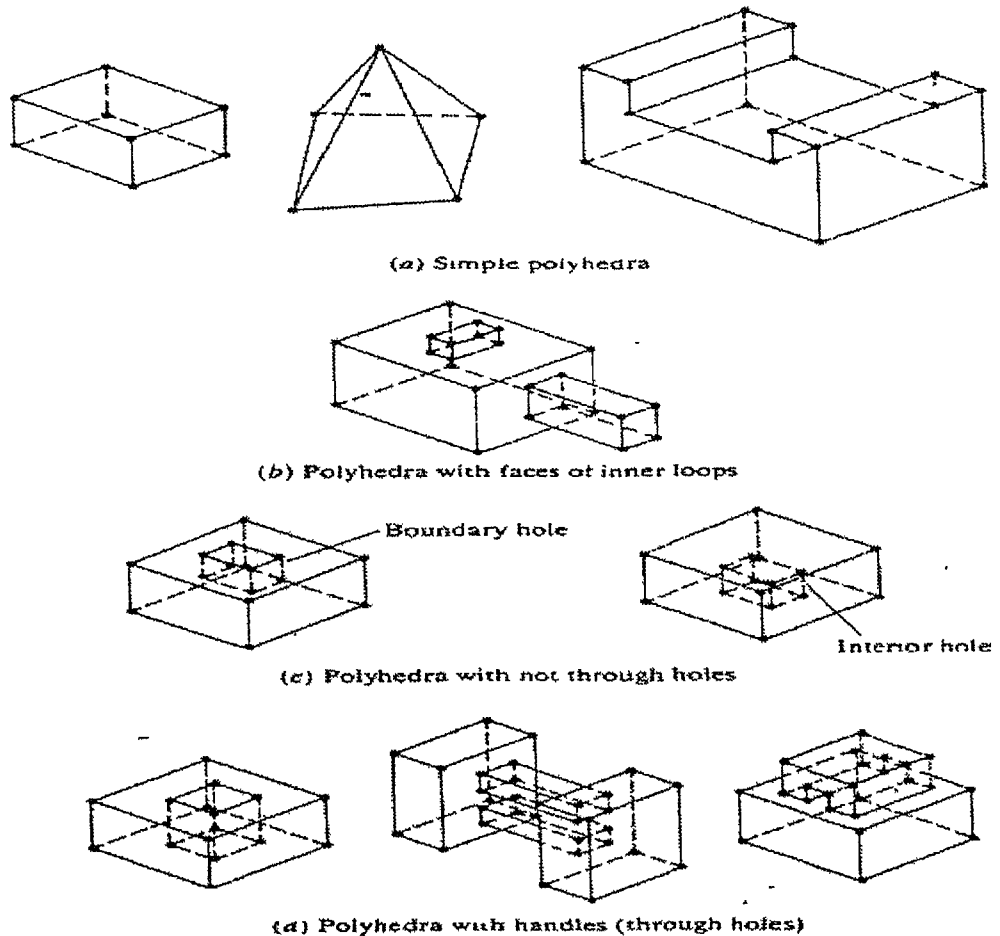 (a) Simple polyhedra
(b) Polyhedra with faces of inner loops
Boundary hole
Interior hole
(c) Polyhedra with not through holes
(d) Polyhedra with handles (through holes)